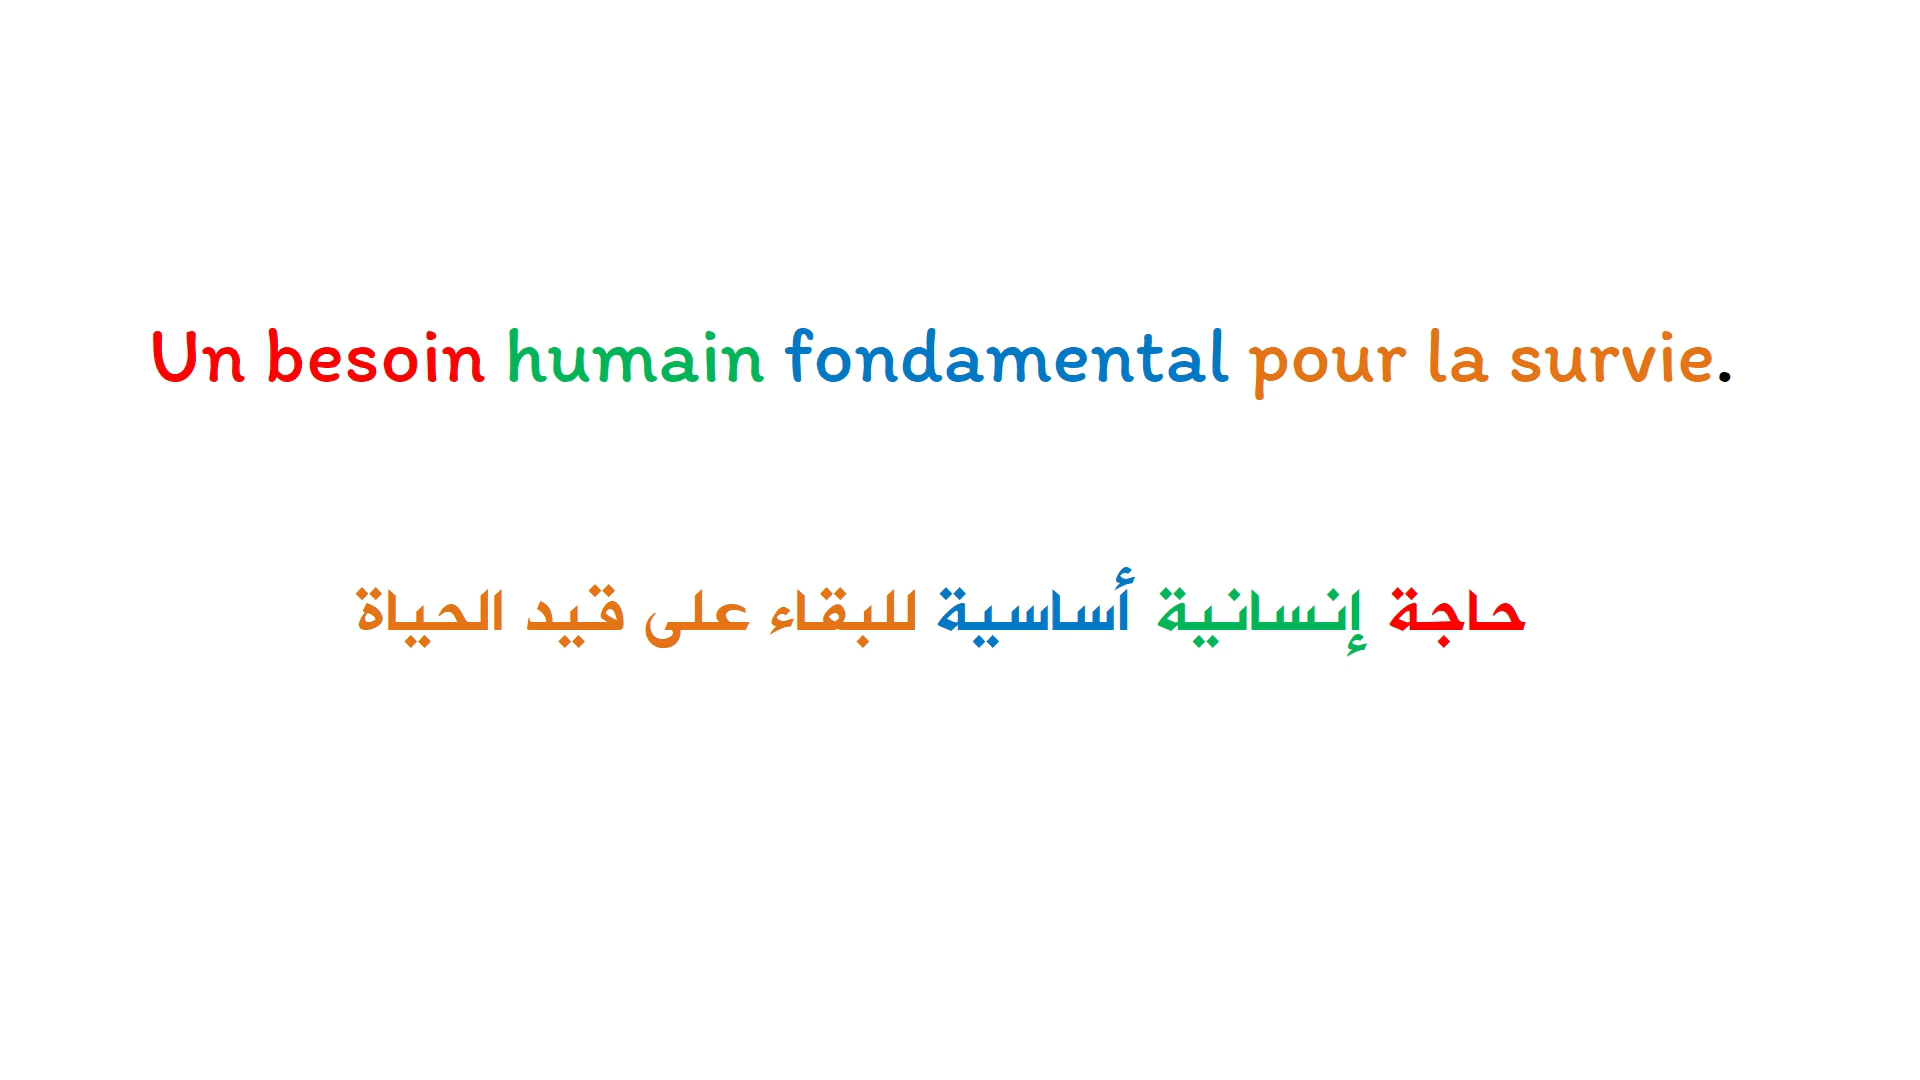 Un besoin humain fondamental pour la survie.
حاجة إنسانية أساسية للبقاء على قيد الحياة